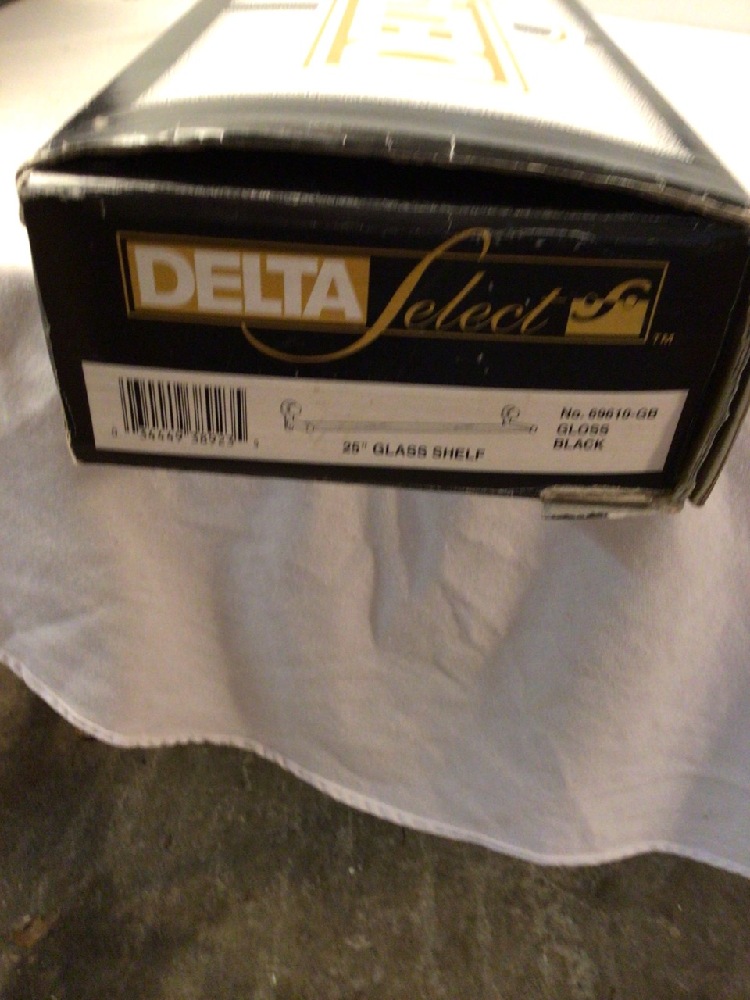 DELTA Select ™
No. 69610-GB
GLOSS
BLACK
25" GLASS SHELF